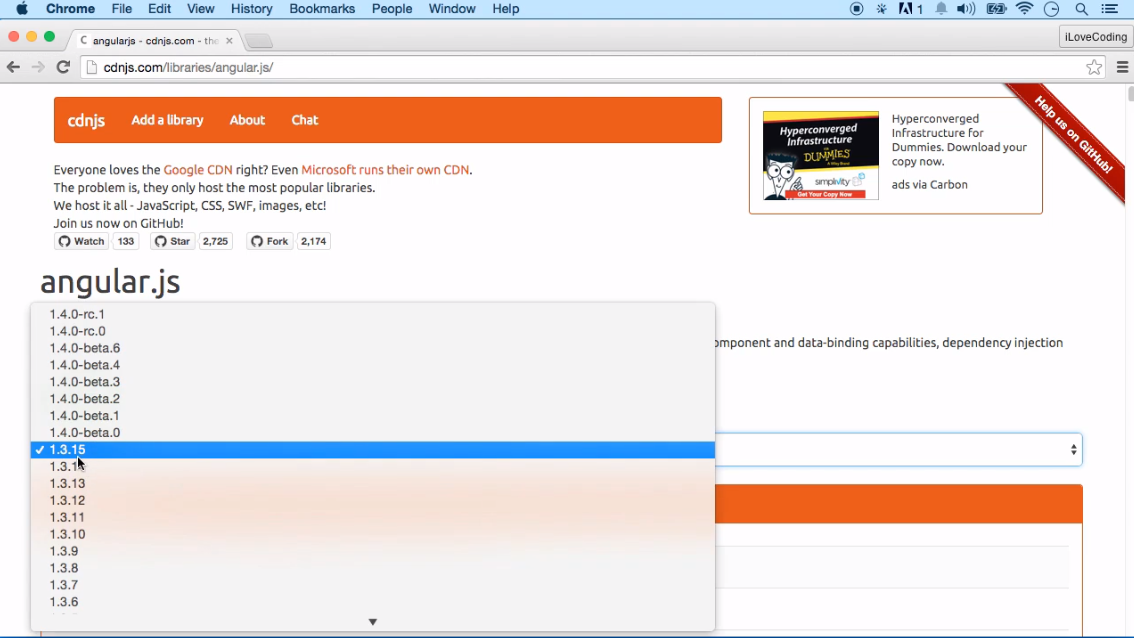 Chrome File Edit View History Bookmarks People Window Help 1
angularjs - cdnjs.com - the
iLoveCoding
cdnjs.com/libraries/angular.js/
cdnjs Add a library About Chat
Hyperconverged
Infrastructure
DUMMIES
simplivity
Get Your Copy Now
Hyperconverged
Infrastructure for
Dummies. Download your
copy now.
ads via Carbon
Help us on GitHub!
Everyone loves the Google CDN right? Even Microsoft runs their own CDN.
The problem is, they only host the most popular libraries.
We host it all - JavaScript, CSS, SWF, images, etc!
Join us now on GitHub!
Watch 133 Star 2,725 Fork 2,174
angular.js
omponent and data-binding capabilities, dependency injection
1.4.0-rc.1
1.4.0-rc.0
1.4.0-beta.6
1.4.0-beta.4
1.4.0-beta.3
1.4.0-beta.2
1.4.0-beta.1
1.4.0-beta.0
✓ 1.3.15
1.3.13
1.3.12
1.3.11
1.3.10
1.3.9
1.3.8
1.3.7
1.3.6